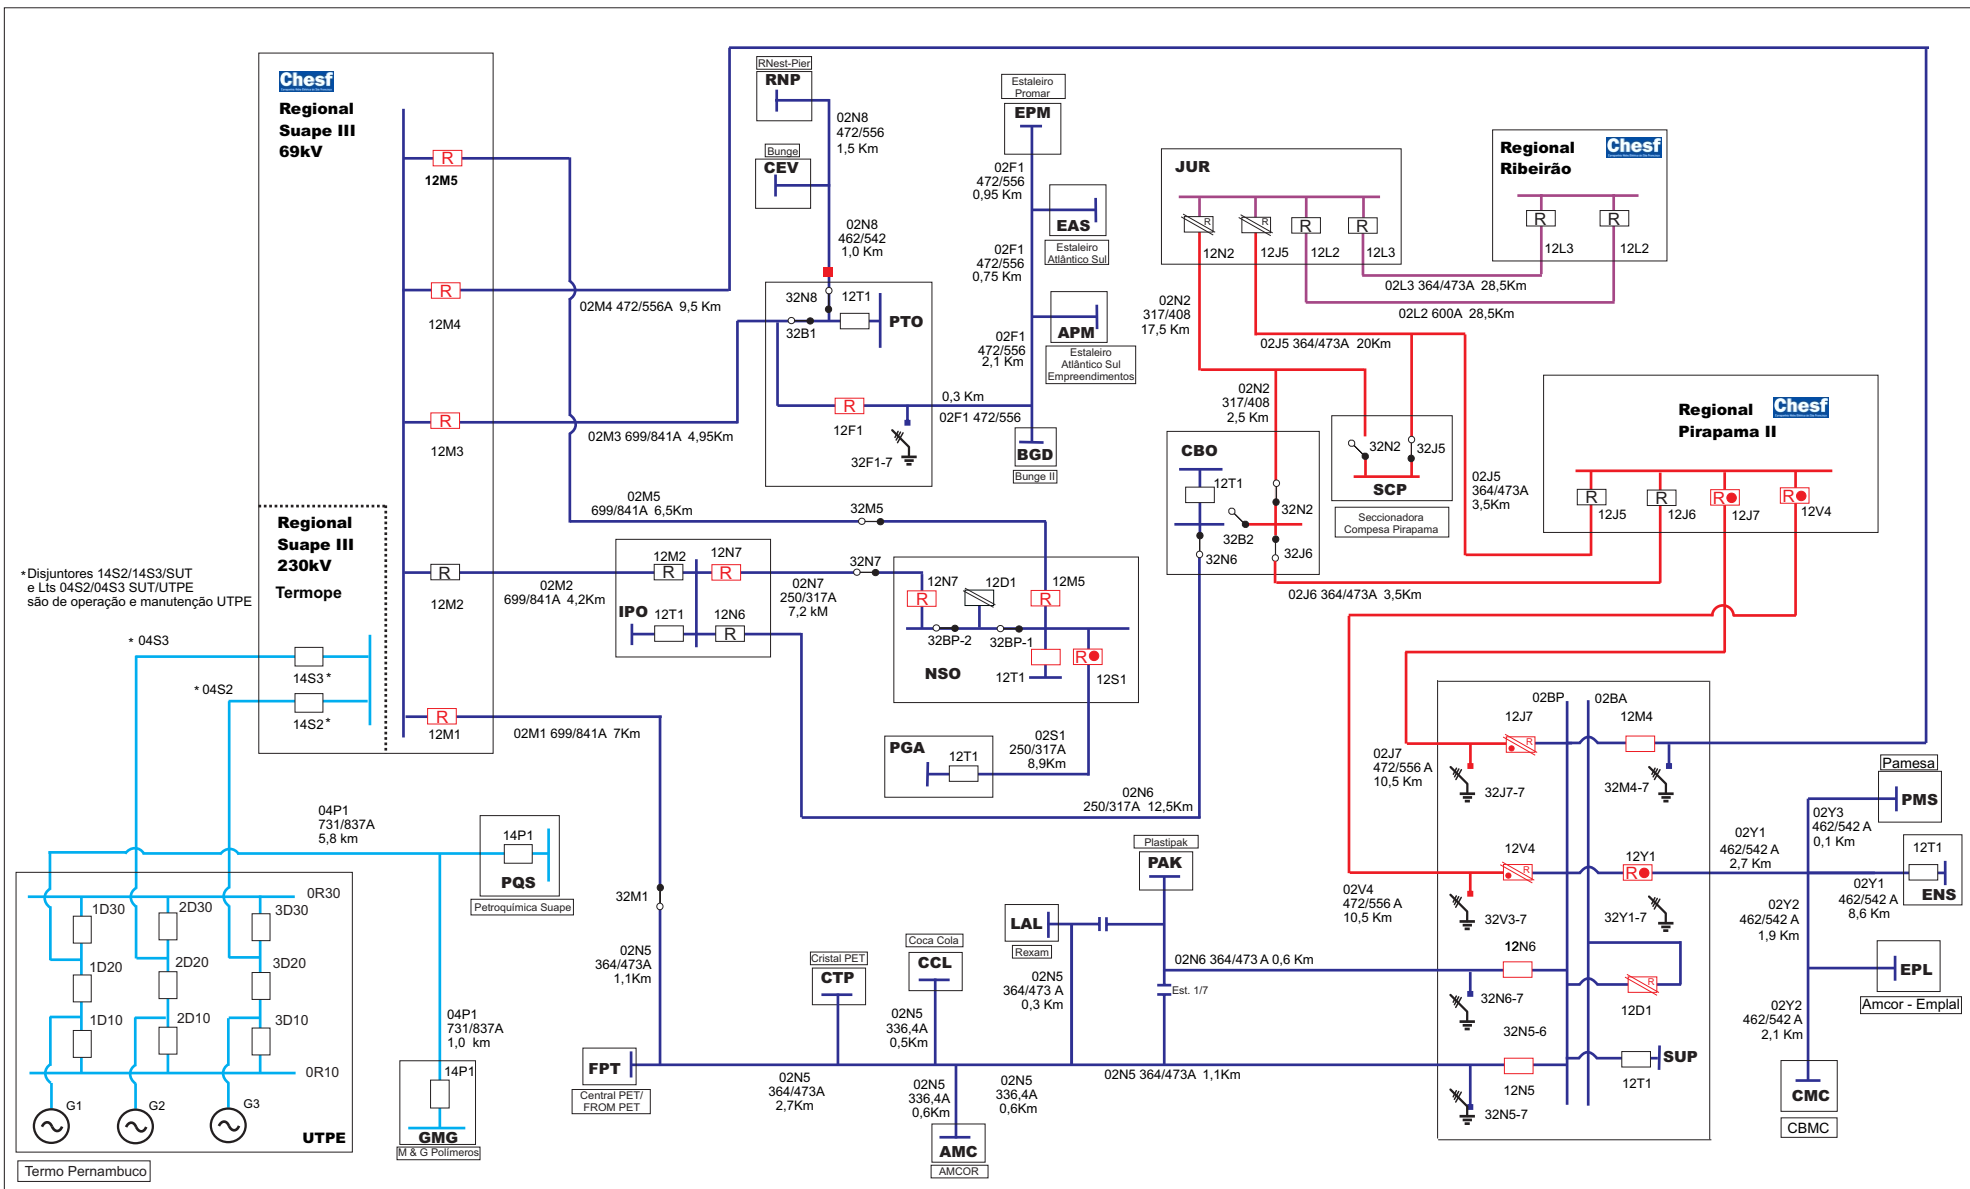 Chesf
Regional
Suape III
69kV
12M5
12M4
12M3
12M2
12M1
R
R
R
R
R
Regional
Suape III
230kV
Termope
14S3*
14S2*
*Disjuntores 14S2/14S3/SUT
e Lts 04S2/04S3 SUT/UTPE
são de operação e manutenção UTPE
* 04S3
* 04S2
RNest-Pier
RNP
02N8
472/556
1,5 Km
Bunge
CEV
02N8
462/542
1,0 Km
02M4 472/556A 9,5 Km
32N8
12T1
32B1
PTO
R
12F1
32F1-7
02M3 699/841A 4,95Km
0,3 Km
02F1 472/556
Estaleiro
Promar
EPM
02F1
472/556
0,95 Km
EAS
Estaleiro
Atlântico Sul
02F1
472/556
0,75 Km
APM
Estaleiro
Atlântico Sul
Empreendimentos
02F1
472/556
2,1 Km
BGD
Bunge II
JUR
R
R
R
R
12N2
12J5
12L2
12L3
Regional
Ribeirão
Chesf
R
R
12L3
12L2
02L3 364/473A 28,5Km
02L2 600A 28,5Km
02N2
317/408
17,5 Km
02J5 364/473A 20Km
02N2
317/408
2,5 Km
32N2
32J5
SCP
Seccionadora
Compesa Pirapama
02J5
364/473A
3,5Km
Regional
Pirapama II
Chesf
R
R
R
R
12J5
12J6
12J7
12V4
CBO
12T1
32N2
32B2
32J6
32N6
02J6 364/473A 3,5Km
02M5
699/841A 6,5Km
32M5
02M2
699/841A 4,2Km
12M2
R
12N7
R
IPO
12T1
12N6
R
02N7
250/317A
7,2 kM
32N7
12N7
R
12D1
12M5
R
32BP-2
32BP-1
R
NSO
12T1
12S1
02M1 699/841A 7Km
PGA
12T1
02S1
250/317A
8,9Km
02N6
250/317A 12,5Km
04P1
731/837A
5,8 km
14P1
PQS
Petroquímica Suape
1D30
2D30
3D30
0R30
1D20
2D20
3D20
1D10
2D10
3D10
0R10
G1
G2
G3
UTPE
Termo Pernambuco
04P1
731/837A
1,0 km
14P1
GMG
M & G Polímeros
32M1
02N5
364/473A
1,1Km
FPT
Central PET/
FROM PET
Cristal PET
CTP
02N5
364/473A
2,7Km
Coca Cola
CCL
02N5
336,4A
0,5Km
02N5
336,4A
0,6Km
AMC
AMCOR
02N5
336,4A
0,6Km
LAL
Rexam
02N5
364/473 A
0,3 Km
Plastipak
PAK
Est. 1/7
02N6 364/473 A 0,6 Km
02N5 364/473A 1,1Km
02BP
02BA
12J7
R
12M4
02J7
472/556 A
10,5 Km
32J7-7
32M4-7
12V4
R
12Y1
R
02V4
472/556 A
10,5 Km
32V3-7
32Y1-7
12N6
32N6-7
R
12D1
32N5-6
12N5
32N5-7
12T1
SUP
02Y1
462/542 A
2,7 Km
Pamesa
PMS
02Y3
462/542 A
0,1 Km
12T1
ENS
02Y1
462/542 A
8,6 Km
02Y2
462/542 A
1,9 Km
EPL
Amcor - Emplal
02Y2
462/542 A
2,1 Km
CMC
CBMC